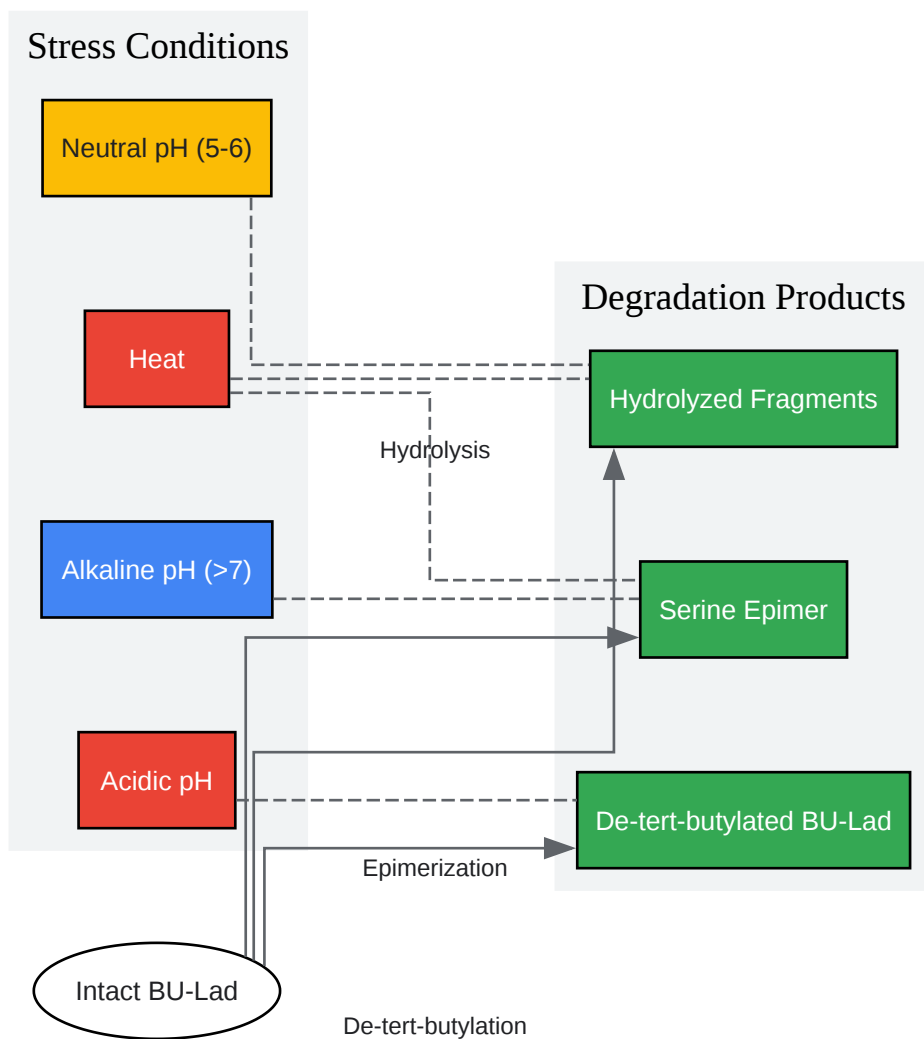 Stress Conditions
Neutral pH (5-6)
Degradation Products
Heat
Hydrolyzed Fragments
Hydrolysis
Alkaline pH (>7)
Serine Epimer
Acidic pH
De-tert-butylated BU-Lad
Epimerization
Intact BU-Lad
De-tert-butylation